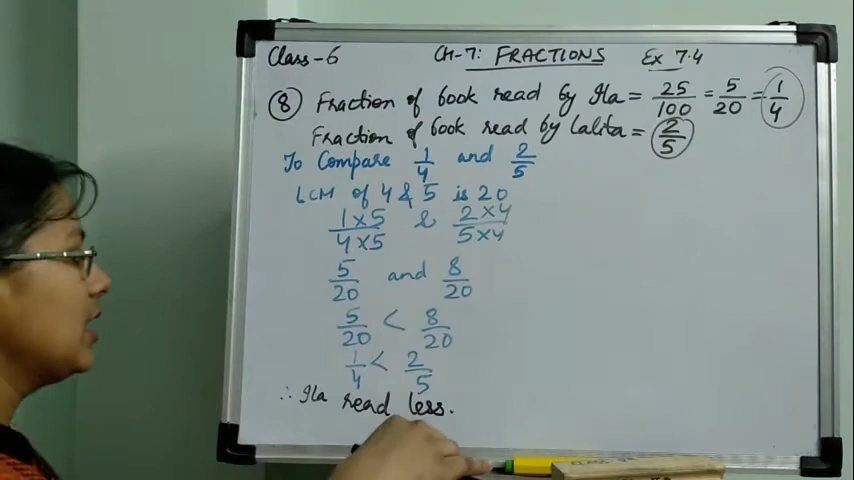 Class-6 CH-7: FRACTIONS Ex 7.4
8 Fraction of book read by Ila = 25/100 = 5/20 = 1/4
Fraction of book read by Lalita = 2/5
To Compare 1/4 and 2/5
LCM of 4 & 5 is 20
1×5/4×5 & 2×4/5×4
5/20 and 8/20
5/20 < 8/20
1/4 < 2/5
∴ Ila read less.